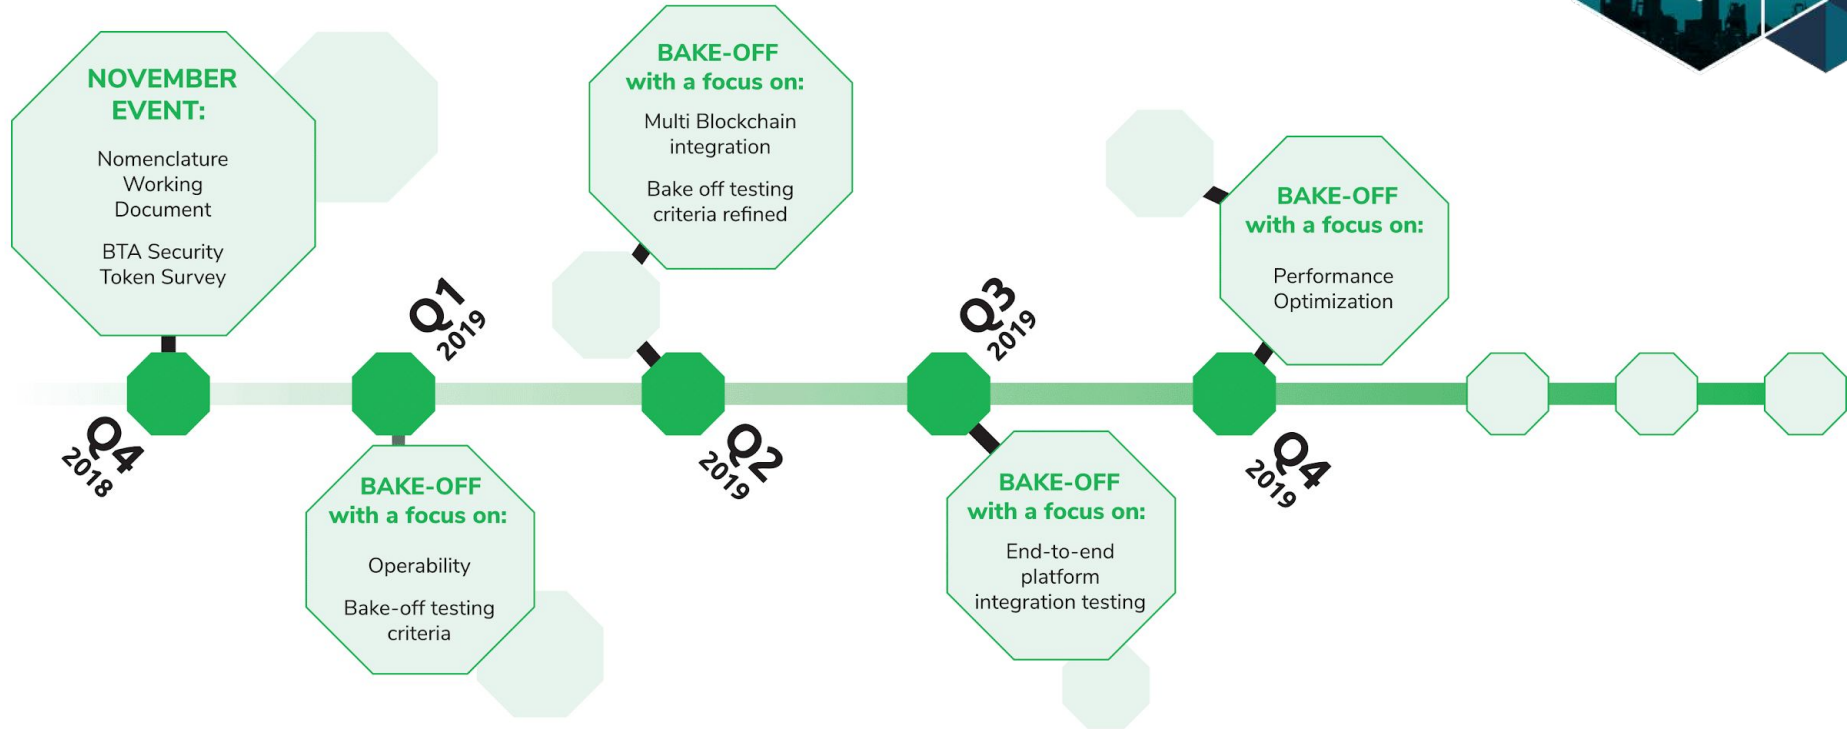 NOVEMBER
EVENT:
Nomenclature
Working
Document
BTA Security
Token Survey
Q4
2018
Q1
2019
BAKE-OFF
with a focus on:
Operability
Bake-off testing
criteria
BAKE-OFF
with a focus on:
Multi Blockchain
integration
Bake off testing
criteria refined
Q2
2019
Q3
2019
BAKE-OFF
with a focus on:
End-to-end
platform
integration testing
BAKE-OFF
with a focus on:
Performance
Optimization
Q4
2019